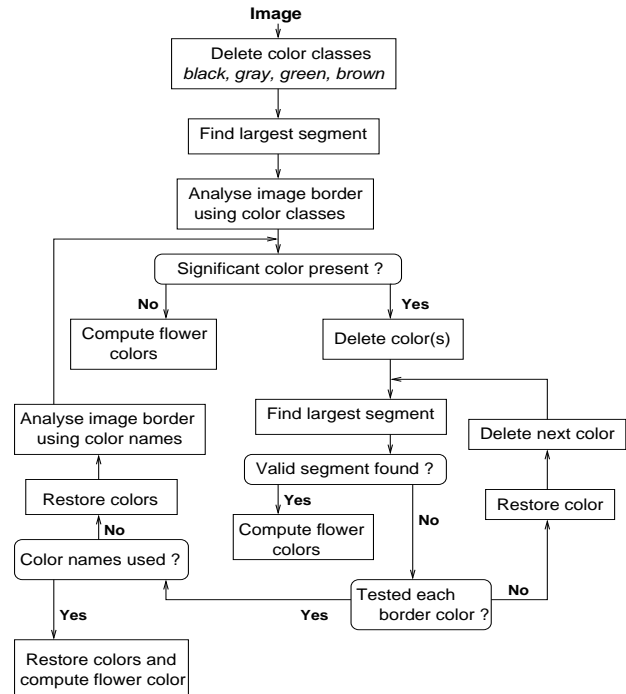 Image
Delete color classes
black, gray, green, brown
Find largest segment
Analyse image border
using color classes
Significant color present ?
No
Yes
Compute flower
colors
Delete color(s)
Analyse image border
using color names
Find largest segment
Delete next color
Valid segment found ?
Restore colors
Yes
No
Restore color
Compute flower
colors
No
Color names used ?
Tested each
border color ?
No
Yes
Yes
Restore colors and
compute flower color